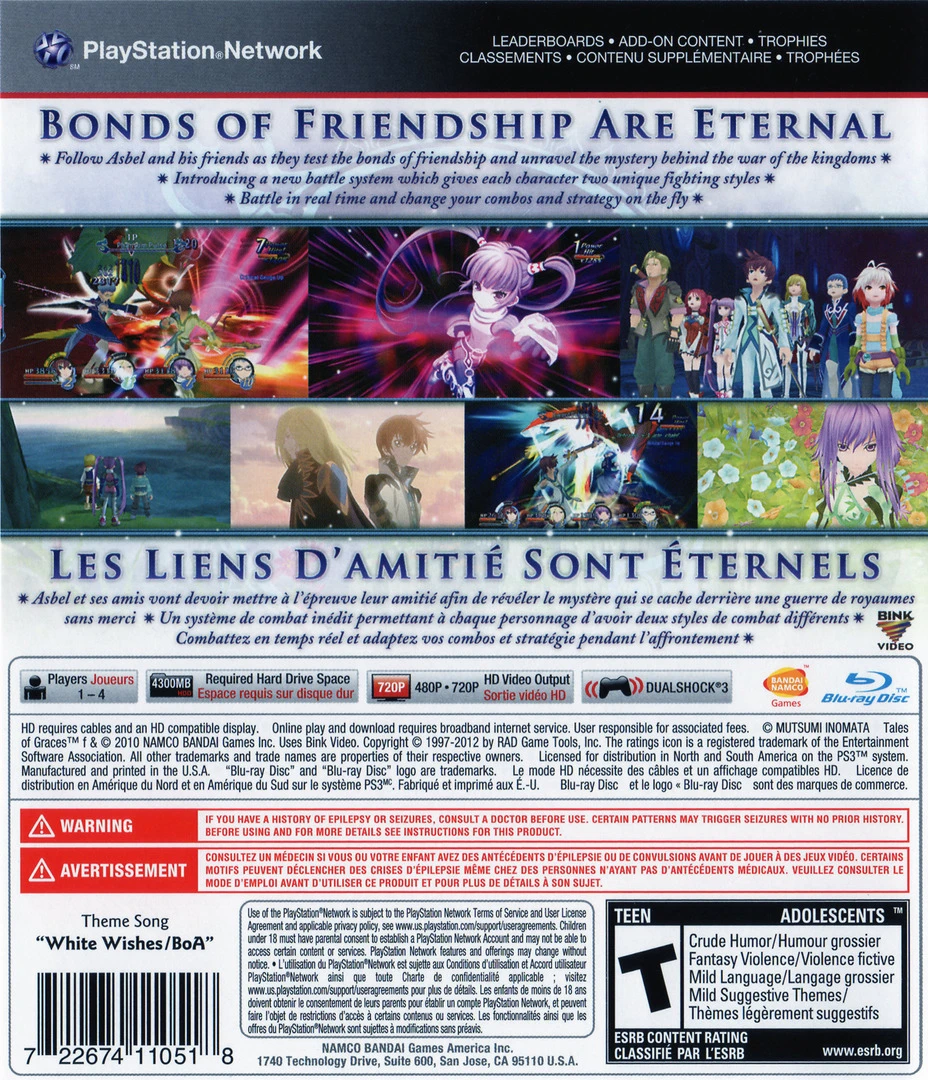 PlayStation®Network
SM
LEADERBOARDS • ADD-ON CONTENT • TROPHIES
CLASSEMENTS • CONTENU SUPPLÉMENTAIRE • TROPHÉES
BONDS OF FRIENDSHIP ARE ETERNAL
✷ Follow Asbel and his friends as they test the bonds of friendship and unravel the mystery behind the war of the kingdoms ✷
✷ Introducing a new battle system which gives each character two unique fighting styles ✷
✷ Battle in real time and change your combos and strategy on the fly ✷
1P
20
7
1 Power
Hit
14
LES LIENS D'AMITIÉ SONT ÉTERNELS
✷ Asbel et ses amis vont devoir mettre à l'épreuve leur amitié afin de révéler le mystère qui se cache derrière une guerre de royaumes
sans merci ✷ Un système de combat inédit permettant à chaque personnage d'avoir deux styles de combat différents ✷
Combattez en temps réel et adaptez vos combos et stratégie pendant l'affrontement ✷
BINK
VIDEO
Players Joueurs
1 – 4
4300MB
HDD
Required Hard Drive Space
Espace requis sur disque dur
720P
480P • 720P
HD Video Output
Sortie vidéo HD
DUALSHOCK®3
BANDAI
NAMCO
Games
Blu-ray Disc™
HD requires cables and an HD compatible display. Online play and download requires broadband internet service. User responsible for associated fees. © MUTSUMI INOMATA Tales
of Graces™ f & © 2010 NAMCO BANDAI Games Inc. Uses Bink Video. Copyright © 1997-2012 by RAD Game Tools, Inc. The ratings icon is a registered trademark of the Entertainment
Software Association. All other trademarks and trade names are properties of their respective owners. Licensed for distribution in North and South America on the PS3™ system.
Manufactured and printed in the U.S.A. "Blu-ray Disc" and "Blu-ray Disc" logo are trademarks. Le mode HD nécessite des câbles et un affichage compatibles HD. Licence de
distribution en Amérique du Nord et en Amérique du Sud sur le système PS3ᴹᶜ. Fabriqué et imprimé aux É.-U. Blu-ray Disc et le logo « Blu-ray Disc sont des marques de commerce.
WARNING
IF YOU HAVE A HISTORY OF EPILEPSY OR SEIZURES, CONSULT A DOCTOR BEFORE USE. CERTAIN PATTERNS MAY TRIGGER SEIZURES WITH NO PRIOR HISTORY.
BEFORE USING AND FOR MORE DETAILS SEE INSTRUCTIONS FOR THIS PRODUCT.
AVERTISSEMENT
CONSULTEZ UN MÉDECIN SI VOUS OU VOTRE ENFANT AVEZ DES ANTÉCÉDENTS D'ÉPILEPSIE OU DE CONVULSIONS AVANT DE JOUER À DES JEUX VIDÉO. CERTAINS
MOTIFS PEUVENT DÉCLENCHER DES CRISES D'ÉPILEPSIE MÊME CHEZ DES PERSONNES N'AYANT PAS D'ANTÉCÉDENTS MÉDICAUX. VEUILLEZ CONSULTER LE
MODE D'EMPLOI AVANT D'UTILISER CE PRODUIT ET POUR PLUS DE DÉTAILS À SON SUJET.
Theme Song
"White Wishes/BoA"
7 22674 11051 8
Use of the PlayStation®Network is subject to the PlayStation Network Terms of Service and User License
Agreement and applicable privacy policy, see www.us.playstation.com/support/useragreements. Children
under 18 must have parental consent to establish a PlayStation Network Account and may not be able to
access certain content or services. PlayStation Network features and offerings may change without
notice. • L'utilisation du PlayStation®Network est sujette aux Conditions d'utilisation et Accord utilisateur
PlayStation®Network ainsi que toute Charte de confidentialité applicable ; visitez
www.us.playstation.com/support/useragreements pour plus de détails. Les enfants de moins de 18 ans
doivent obtenir le consentement de leurs parents pour établir un compte PlayStation Network, et peuvent
faire l'objet de restrictions d'accès à certains contenus ou services. Les fonctionnalités ainsi que les
offres du PlayStation®Network sont sujettes à modifications sans préavis.
NAMCO BANDAI Games America Inc.
1740 Technology Drive, Suite 600, San Jose, CA 95110 U.S.A.
TEEN ADOLESCENTS ™
T
Crude Humor/Humour grossier
Fantasy Violence/Violence fictive
Mild Language/Langage grossier
Mild Suggestive Themes/
Thèmes légèrement suggestifs
ESRB CONTENT RATING
CLASSIFIÉ PAR L'ESRB
www.esrb.org